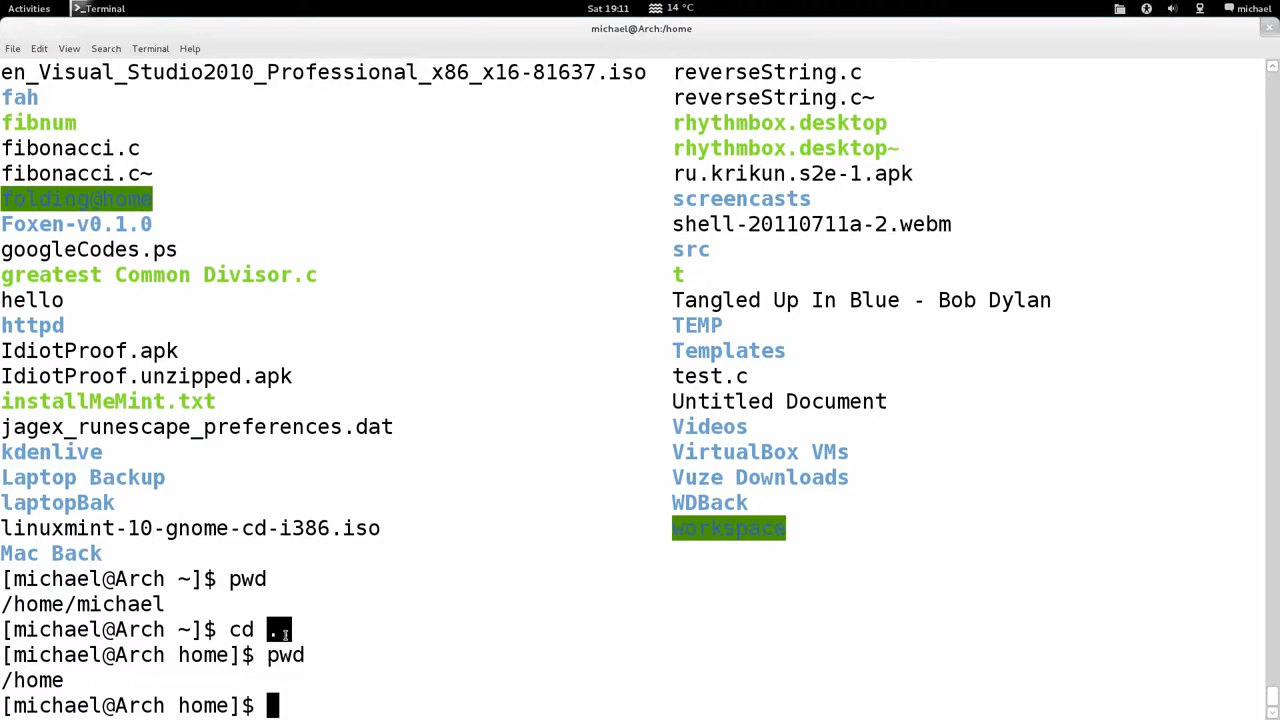 Activities
Terminal
Sat 19:11
14 °C
michael
michael@Arch:/home
File Edit View Search Terminal Help
en_Visual_Studio2010_Professional_x86_x16-81637.iso
fah
fibnum
fibonacci.c
fibonacci.c~
folding@home
Foxen-v0.1.0
googleCodes.ps
greatest Common Divisor.c
hello
httpd
IdiotProof.apk
IdiotProof.unzipped.apk
installMeMint.txt
jagex_runescape_preferences.dat
kdenlive
Laptop Backup
laptopBak
linuxmint-10-gnome-cd-i386.iso
Mac Back
reverseString.c
reverseString.c~
rhythmbox.desktop
rhythmbox.desktop~
ru.krikun.s2e-1.apk
screencasts
shell-20110711a-2.webm
src
t
Tangled Up In Blue - Bob Dylan
TEMP
Templates
test.c
Untitled Document
Videos
VirtualBox VMs
Vuze Downloads
WDBack
workspace
[michael@Arch ~]$ pwd
/home/michael
[michael@Arch ~]$ cd ..
[michael@Arch home]$ pwd
/home
[michael@Arch home]$